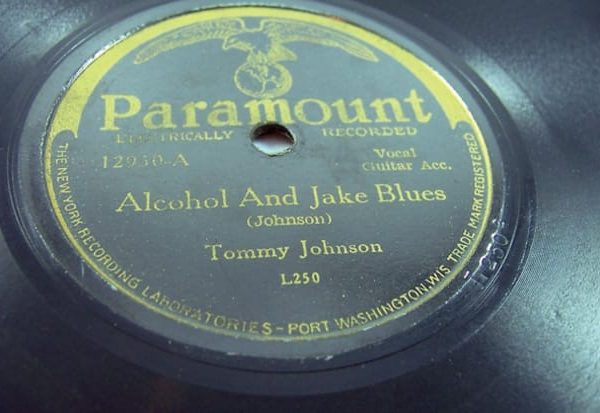 Paramount
ELECTRICALLY RECORDED
12950-A
Vocal
Guitar Acc.
Alcohol And Jake Blues
(Johnson)
Tommy Johnson
L.250
THE NEW YORK RECORDING LABORATORIES - PORT WASHINGTON, WIS TRADE MARK REGISTERED